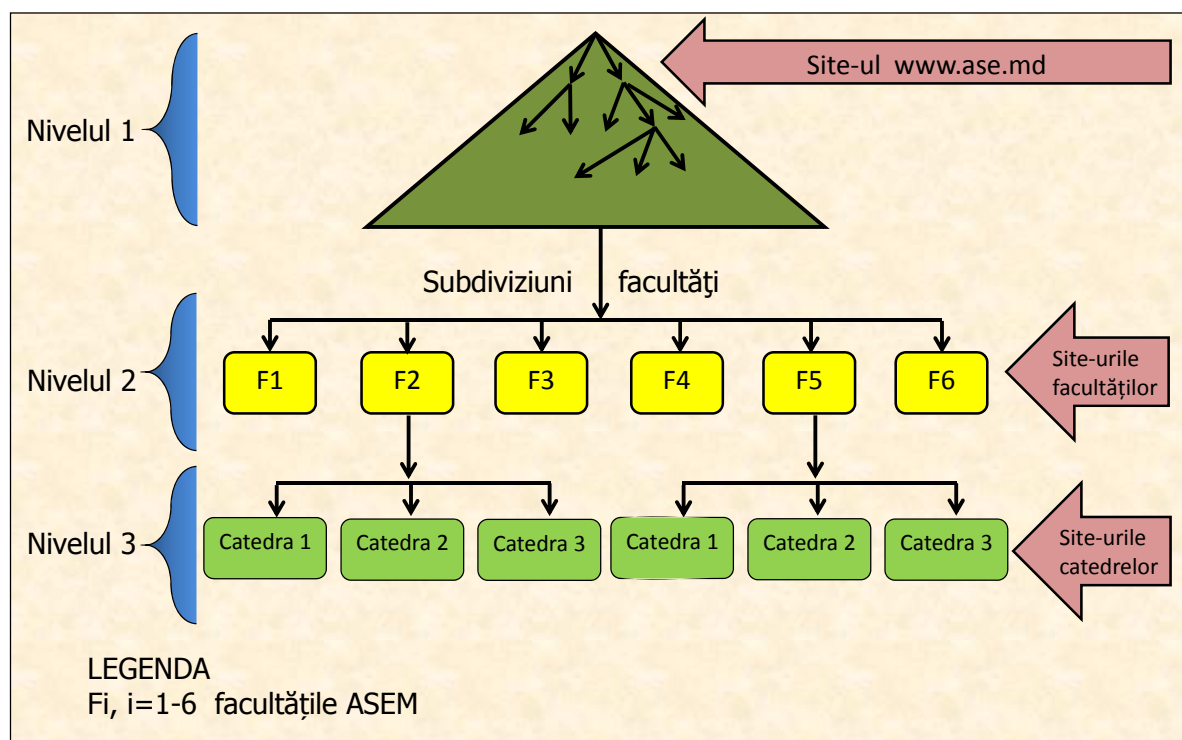 Site-ul www.ase.md
Nivelul 1
Subdiviziuni facultăţi
Nivelul 2
F1 F2 F3 F4 F5 F6
Site-urile
facultăților
Nivelul 3
Catedra 1 Catedra 2 Catedra 3 Catedra 1 Catedra 2 Catedra 3
Site-urile
catedrelor
LEGENDA
Fi, i=1-6 facultățile ASEM